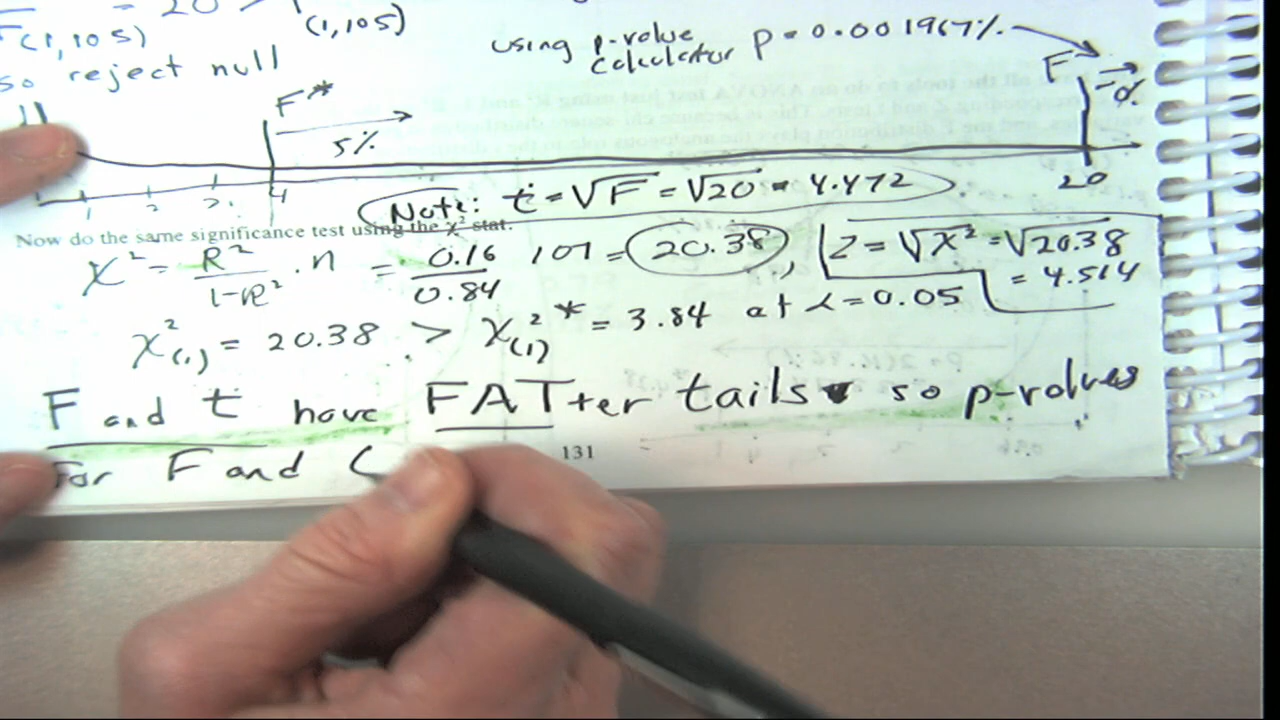 = 20 >
F(1,105)
(1,105)
so reject null
using p-value
calculator p = 0.001967%
F*
5%
F
= α
1 2 3. 4 20
Note: t = √F = √20 = 4.472
Now do the same significance test using the χ² stat.
χ² = R²/1-R² · n = 0.16/0.84 107 = 20.38, Z = √χ² = √20.38
= 4.514
χ²(1) = 20.38 > χ²(1)* = 3.84 at α = 0.05
F and t have FATter tails so p-values
For F and
131